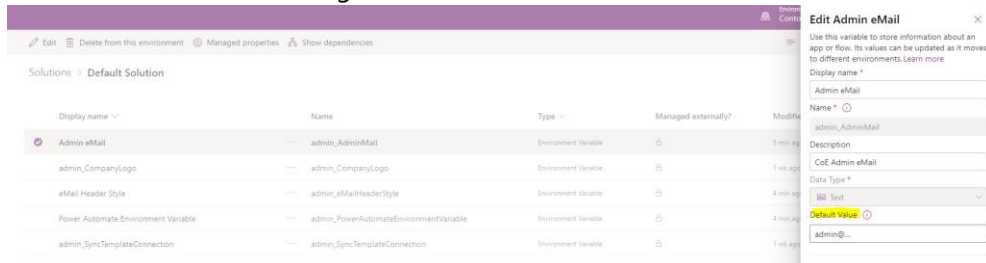 Environ
Conto
Edit Delete from this environment Managed properties Show dependencies
Solutions > Default Solution
Display name Name Type Managed externally? Modifie
Admin eMail ... admin_AdminMail Environment Variable 3 min ag
admin_CompanyLogo ... admin_CompanyLogo Environment Variable 1 wk ago
eMail Header Style ... admin_eMailHeaderStyle Environment Variable 4 min ag
Power Automate Environment Variable ... admin_PowerAutomateEnvironmentVariable Environment Variable 4 min ag
admin_SyncTemplateConnection ... admin_SyncTemplateConnection Environment Variable 1 wk ago
Edit Admin eMail
Use this variable to store information about an
app or flow. Its values can be updated as it moves
to different environments. Learn more
Display name *
Admin eMail
Name *
admin_AdminMail
Description
CoE Admin eMail
Data Type *
Text
Default Value
admin@...